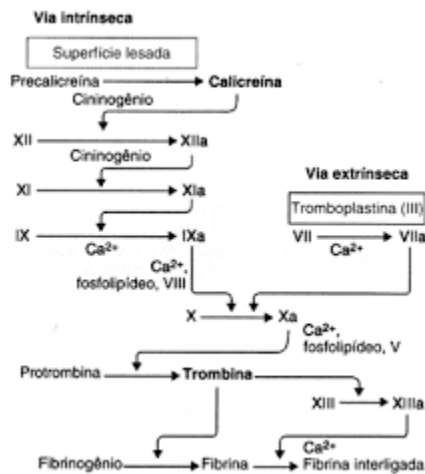 Via intrínseca
Superfície lesada
Precalicreína Calicreína
Cininogênio
XII XIIa
Cininogênio
XI XIa
IX Ca2+ IXa
Ca2+,
fosfolipídeo, VIII
Via extrínseca
Tromboplastina (III)
VII Ca2+ VIIa
X Xa
Ca2+,
fosfolipídeo, V
Protrombina Trombina
XIII XIIIa
Ca2+
Fibrinogênio Fibrina Fibrina interligada